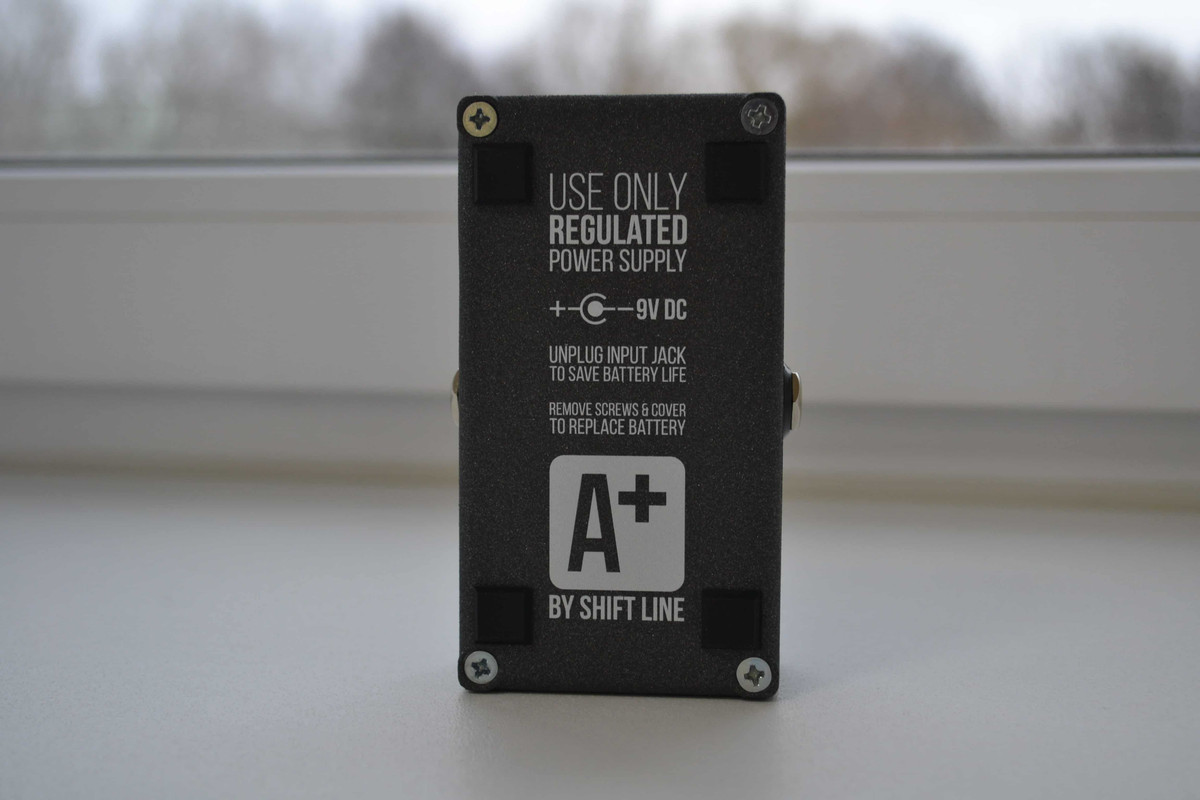 USE ONLY
REGULATED
POWER SUPPLY
+ − 9V DC
UNPLUG INPUT JACK
TO SAVE BATTERY LIFE
REMOVE SCREWS & COVER
TO REPLACE BATTERY
A+
BY SHIFT LINE